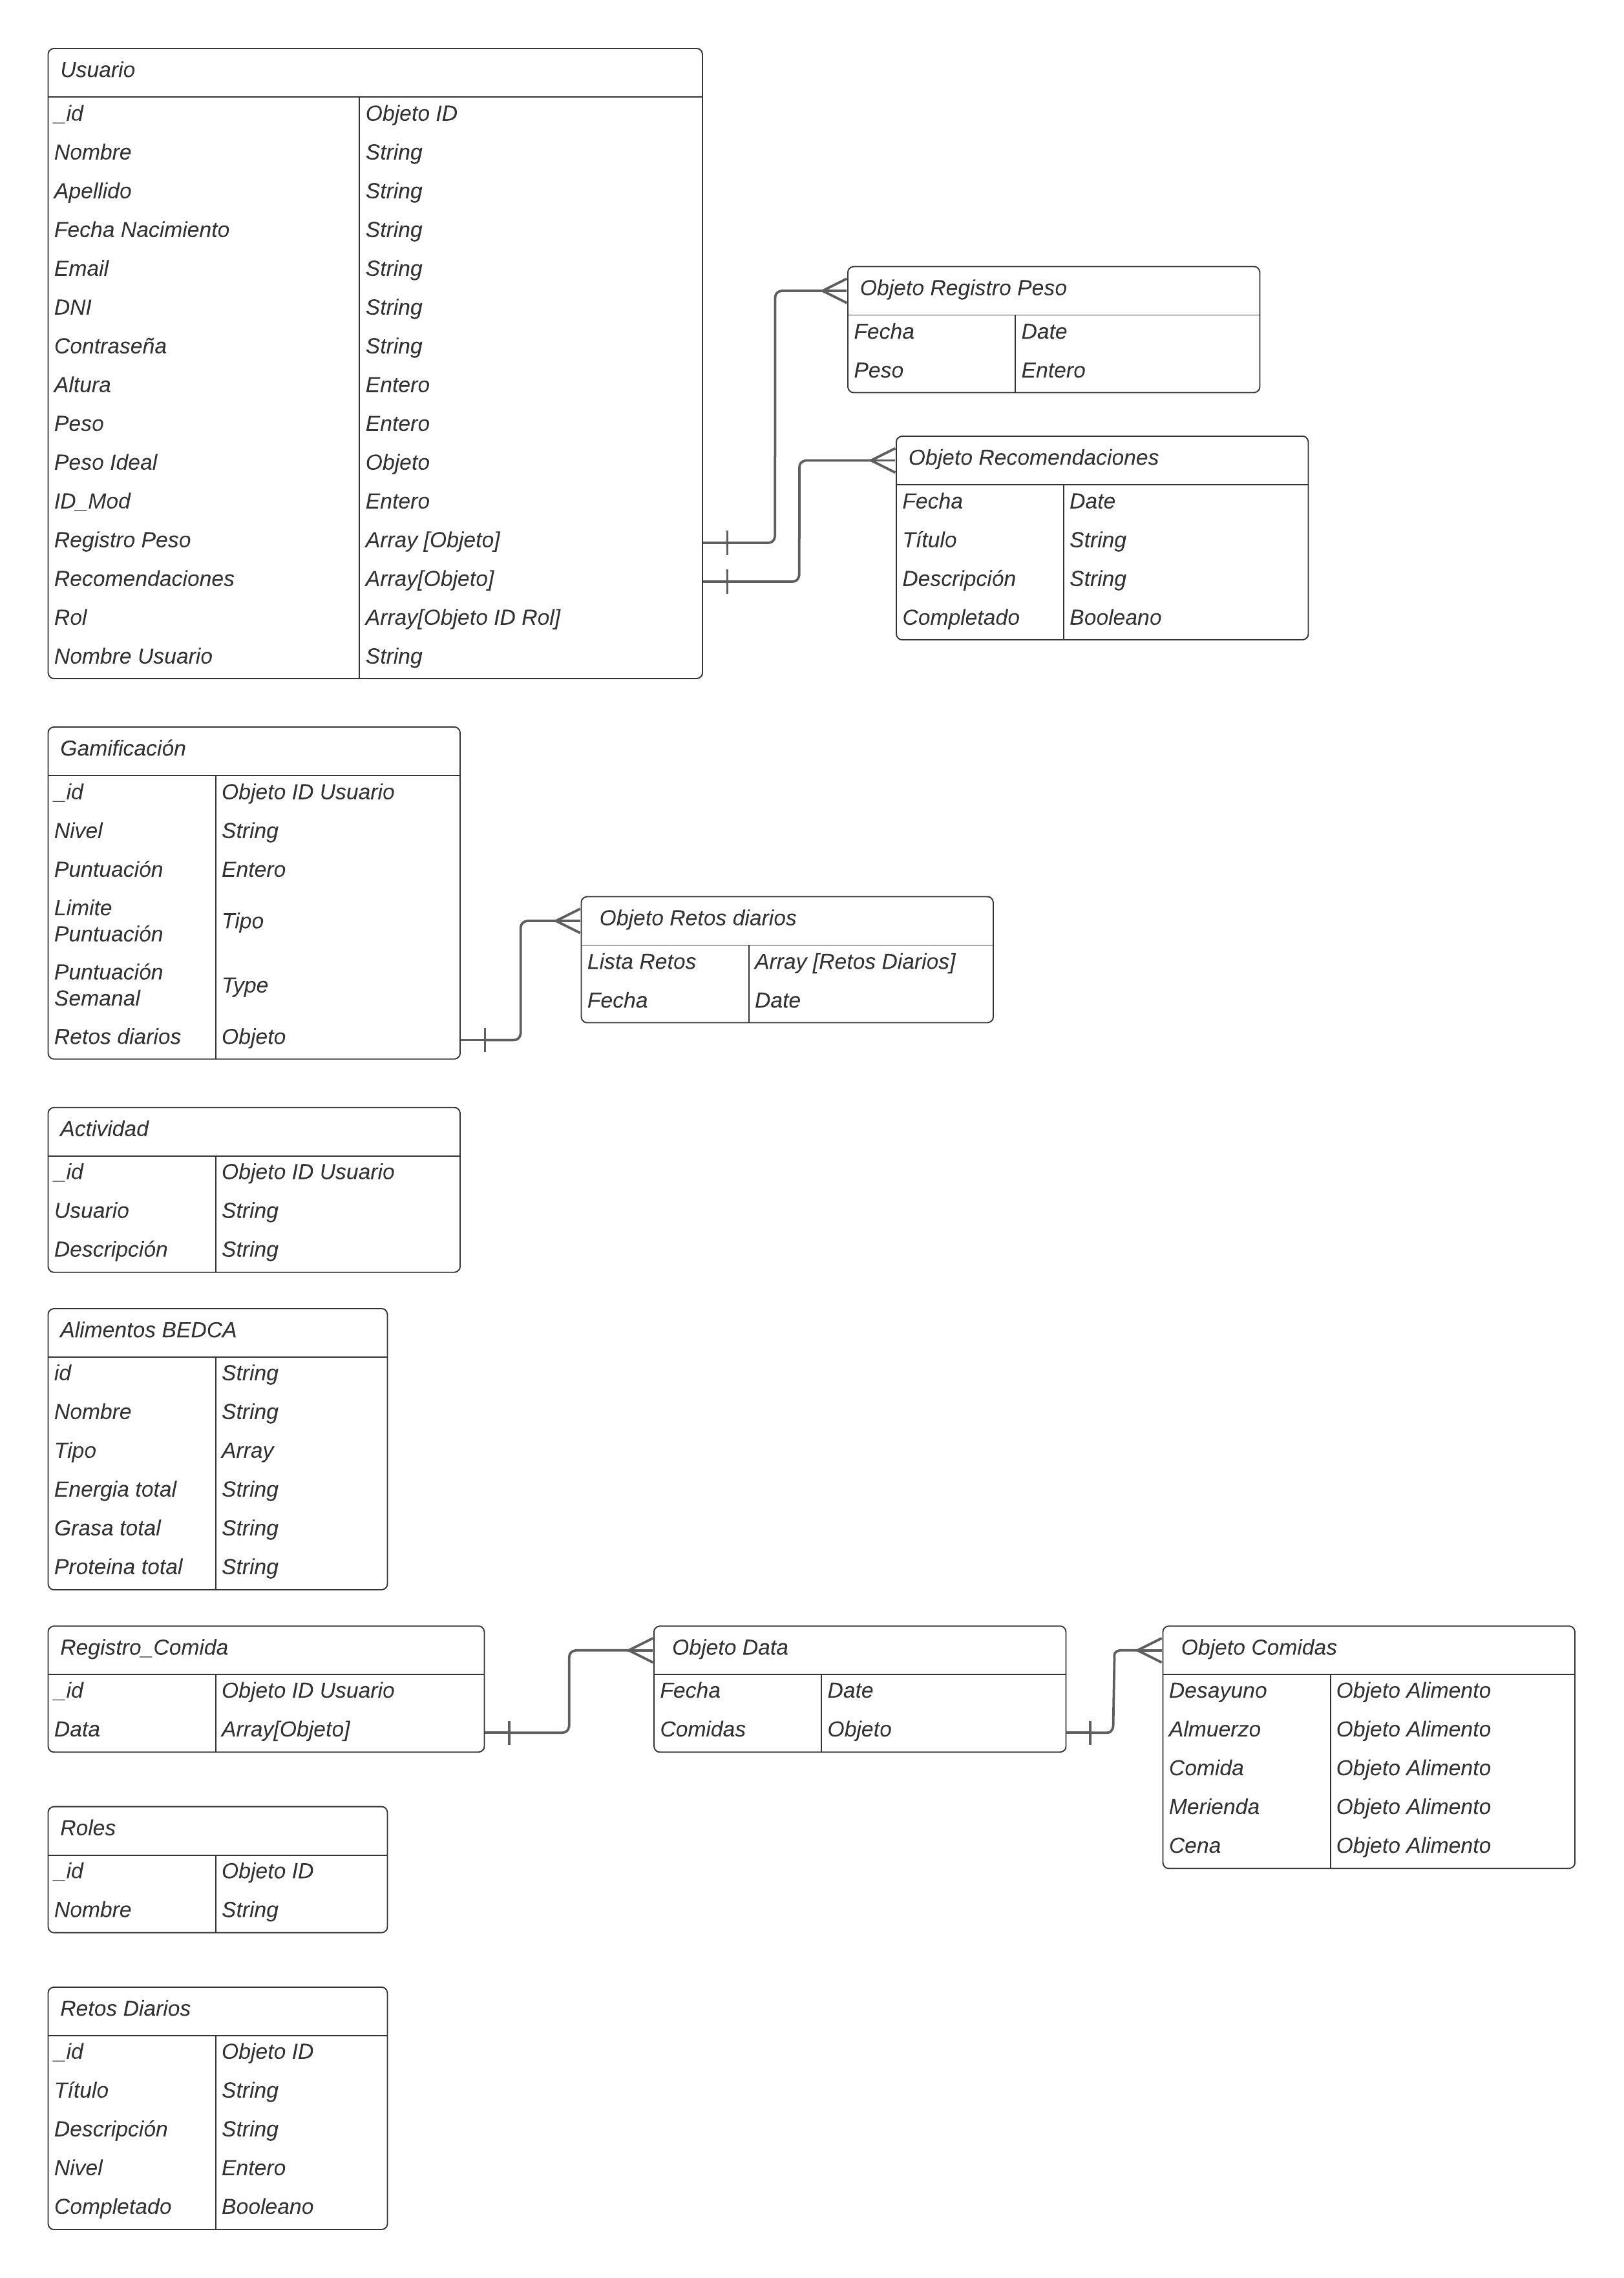 Usuario
_id Objeto ID
Nombre String
Apellido String
Fecha Nacimiento String
Email String
DNI String
Contraseña String
Altura Entero
Peso Entero
Peso Ideal Objeto
ID_Mod Entero
Registro Peso Array [Objeto]
Recomendaciones Array[Objeto]
Rol Array[Objeto ID Rol]
Nombre Usuario String
Objeto Registro Peso
Fecha Date
Peso Entero
Objeto Recomendaciones
Fecha Date
Título String
Descripción String
Completado Booleano
Gamificación
_id Objeto ID Usuario
Nivel String
Puntuación Entero
Limite
Puntuación Tipo
Puntuación
Semanal Type
Retos diarios Objeto
Objeto Retos diarios
Lista Retos Array [Retos Diarios]
Fecha Date
Actividad
_id Objeto ID Usuario
Usuario String
Descripción String
Alimentos BEDCA
id String
Nombre String
Tipo Array
Energia total String
Grasa total String
Proteina total String
Registro_Comida
_id Objeto ID Usuario
Data Array[Objeto]
Objeto Data
Fecha Date
Comidas Objeto
Objeto Comidas
Desayuno Objeto Alimento
Almuerzo Objeto Alimento
Comida Objeto Alimento
Merienda Objeto Alimento
Cena Objeto Alimento
Roles
_id Objeto ID
Nombre String
Retos Diarios
_id Objeto ID
Título String
Descripción String
Nivel Entero
Completado Booleano